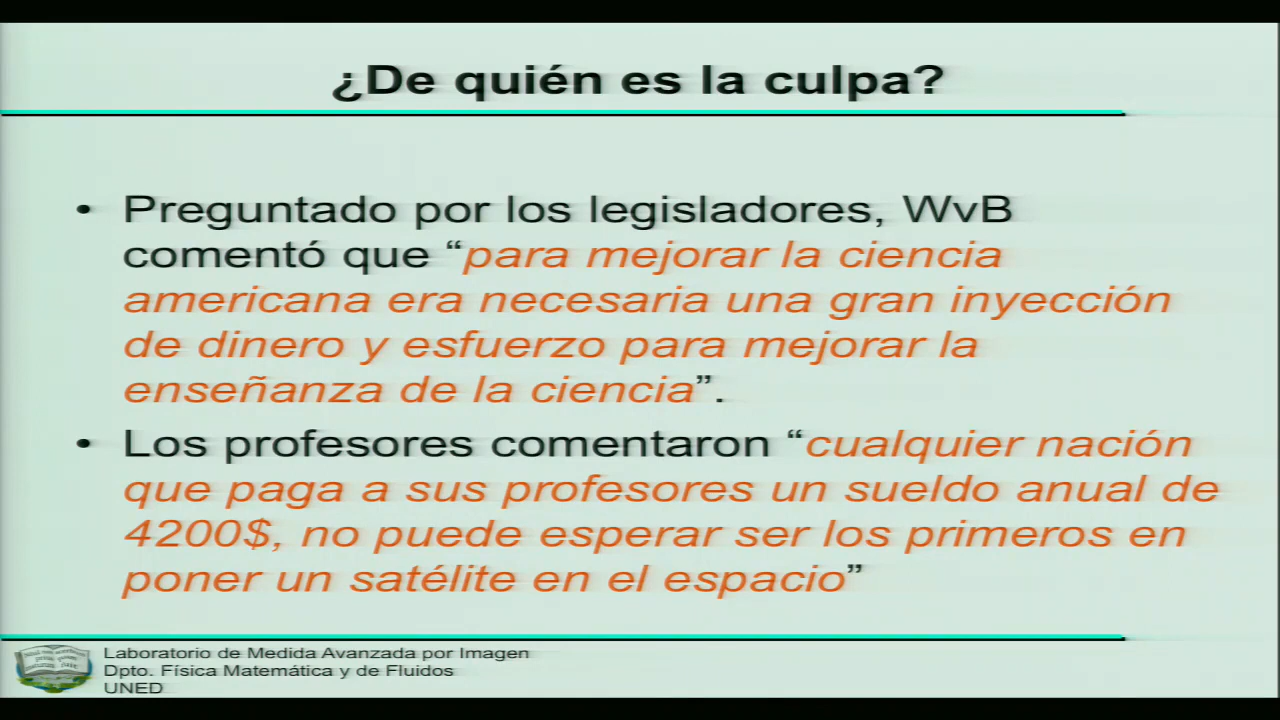 ¿De quién es la culpa?
• Preguntado por los legisladores, WvB
comentó que “para mejorar la ciencia
americana era necesaria una gran inyección
de dinero y esfuerzo para mejorar la
enseñanza de la ciencia”.
• Los profesores comentaron “cualquier nación
que paga a sus profesores un sueldo anual de
4200$, no puede esperar ser los primeros en
poner un satélite en el espacio”
Laboratorio de Medida Avanzada por Imagen
Dpto. Física Matemática y de Fluidos
UNED